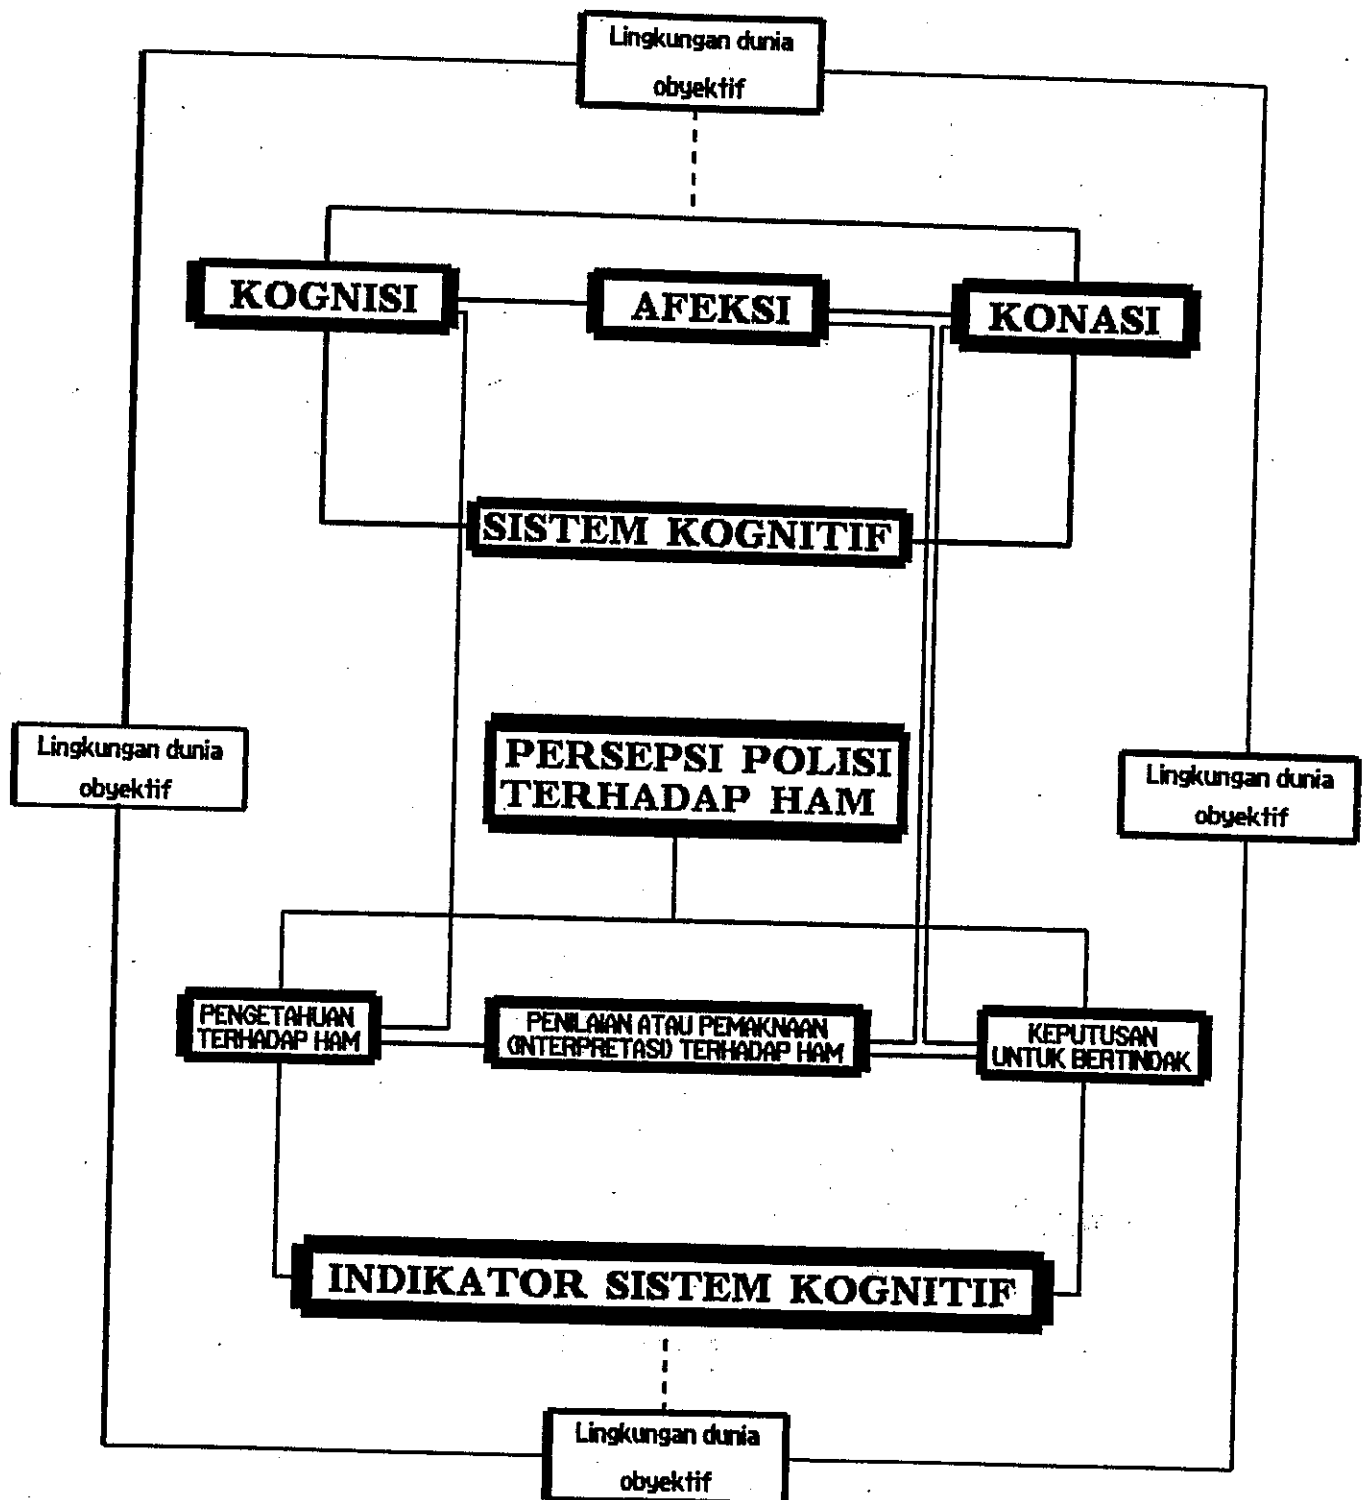 Lingkungan dunia
obyektif
KOGNISI
AFEKSI
KONASI
SISTEM KOGNITIF
Lingkungan dunia
obyektif
PERSEPSI POLISI
TERHADAP HAM
Lingkungan dunia
obyektif
PENGETAHUAN
TERHADAP HAM
PENILAIAN ATAU PEMAKNAAN
(INTERPRETASI) TERHADAP HAM
KEPUTUSAN
UNTUK BERTINDAK
INDIKATOR SISTEM KOGNITIF
Lingkungan dunia
obyektif